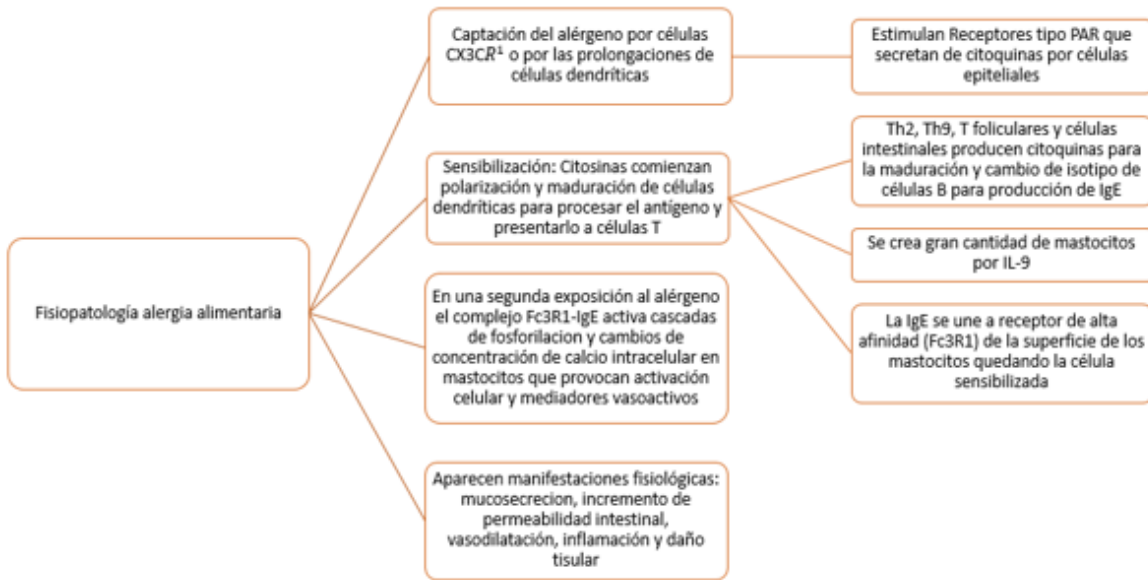 Fisiopatología alergia alimentaria
Captación del alérgeno por células
CX3CR¹ o por las prolongaciones de
células dendríticas
Estimulan Receptores tipo PAR que
secretan de citoquinas por células
epiteliales
Sensibilización: Citosinas comienzan
polarización y maduración de células
dendríticas para procesar el antígeno y
presentarlo a células T
Th2, Th9, T foliculares y células
intestinales producen citoquinas para
la maduración y cambio de isotipo de
células B para producción de IgE
Se crea gran cantidad de mastocitos
por IL-9
La IgE se une a receptor de alta
afinidad (Fc3R1) de la superficie de los
mastocitos quedando la célula
sensibilizada
En una segunda exposición al alérgeno
el complejo Fc3R1-IgE activa cascadas
de fosforilacion y cambios de
concentración de calcio intracelular en
mastocitos que provocan activación
celular y mediadores vasoactivos
Aparecen manifestaciones fisiológicas:
mucosecrecion, incremento de
permeabilidad intestinal,
vasodilatación, inflamación y daño
tisular